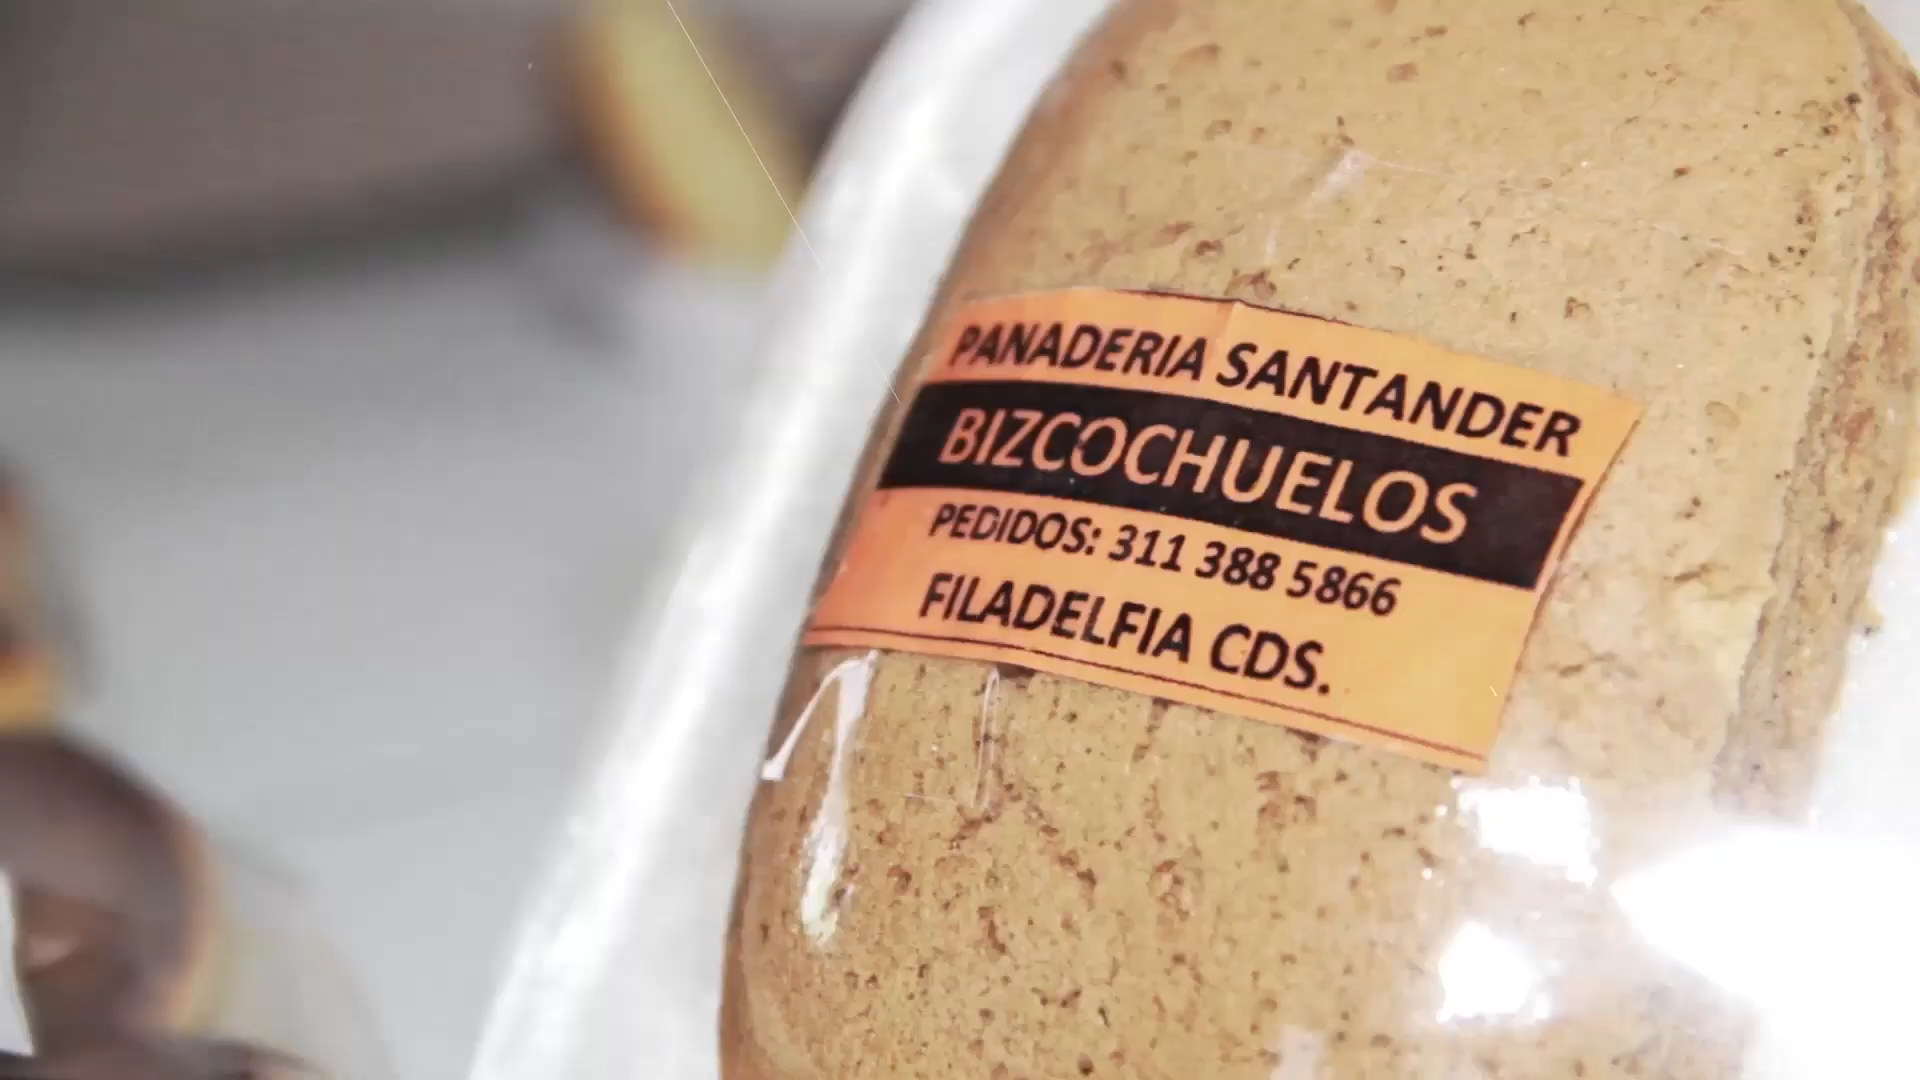 PANADERIA SANTANDER
BIZCOCHUELOS
PEDIDOS: 311 388 5866
FILADELFIA CDS.